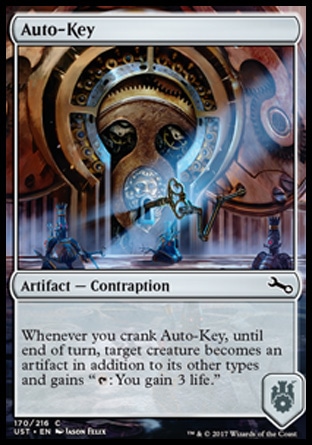 Auto-Key
Artifact — Contraption
Whenever you crank Auto-Key, until
end of turn, target creature becomes an
artifact in addition to its other types
and gains “: You gain 3 life.”
170/216 C
UST • EN Jason Felix
™ & © 2017 Wizards of the Coast